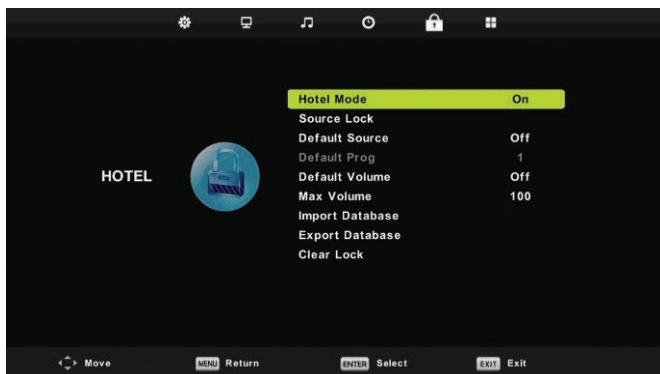 HOTEL
Hotel Mode On
Source Lock
Default Source Off
Default Prog 1
Default Volume Off
Max Volume 100
Import Database
Export Database
Clear Lock
Move MENU Return ENTER Select EXIT Exit